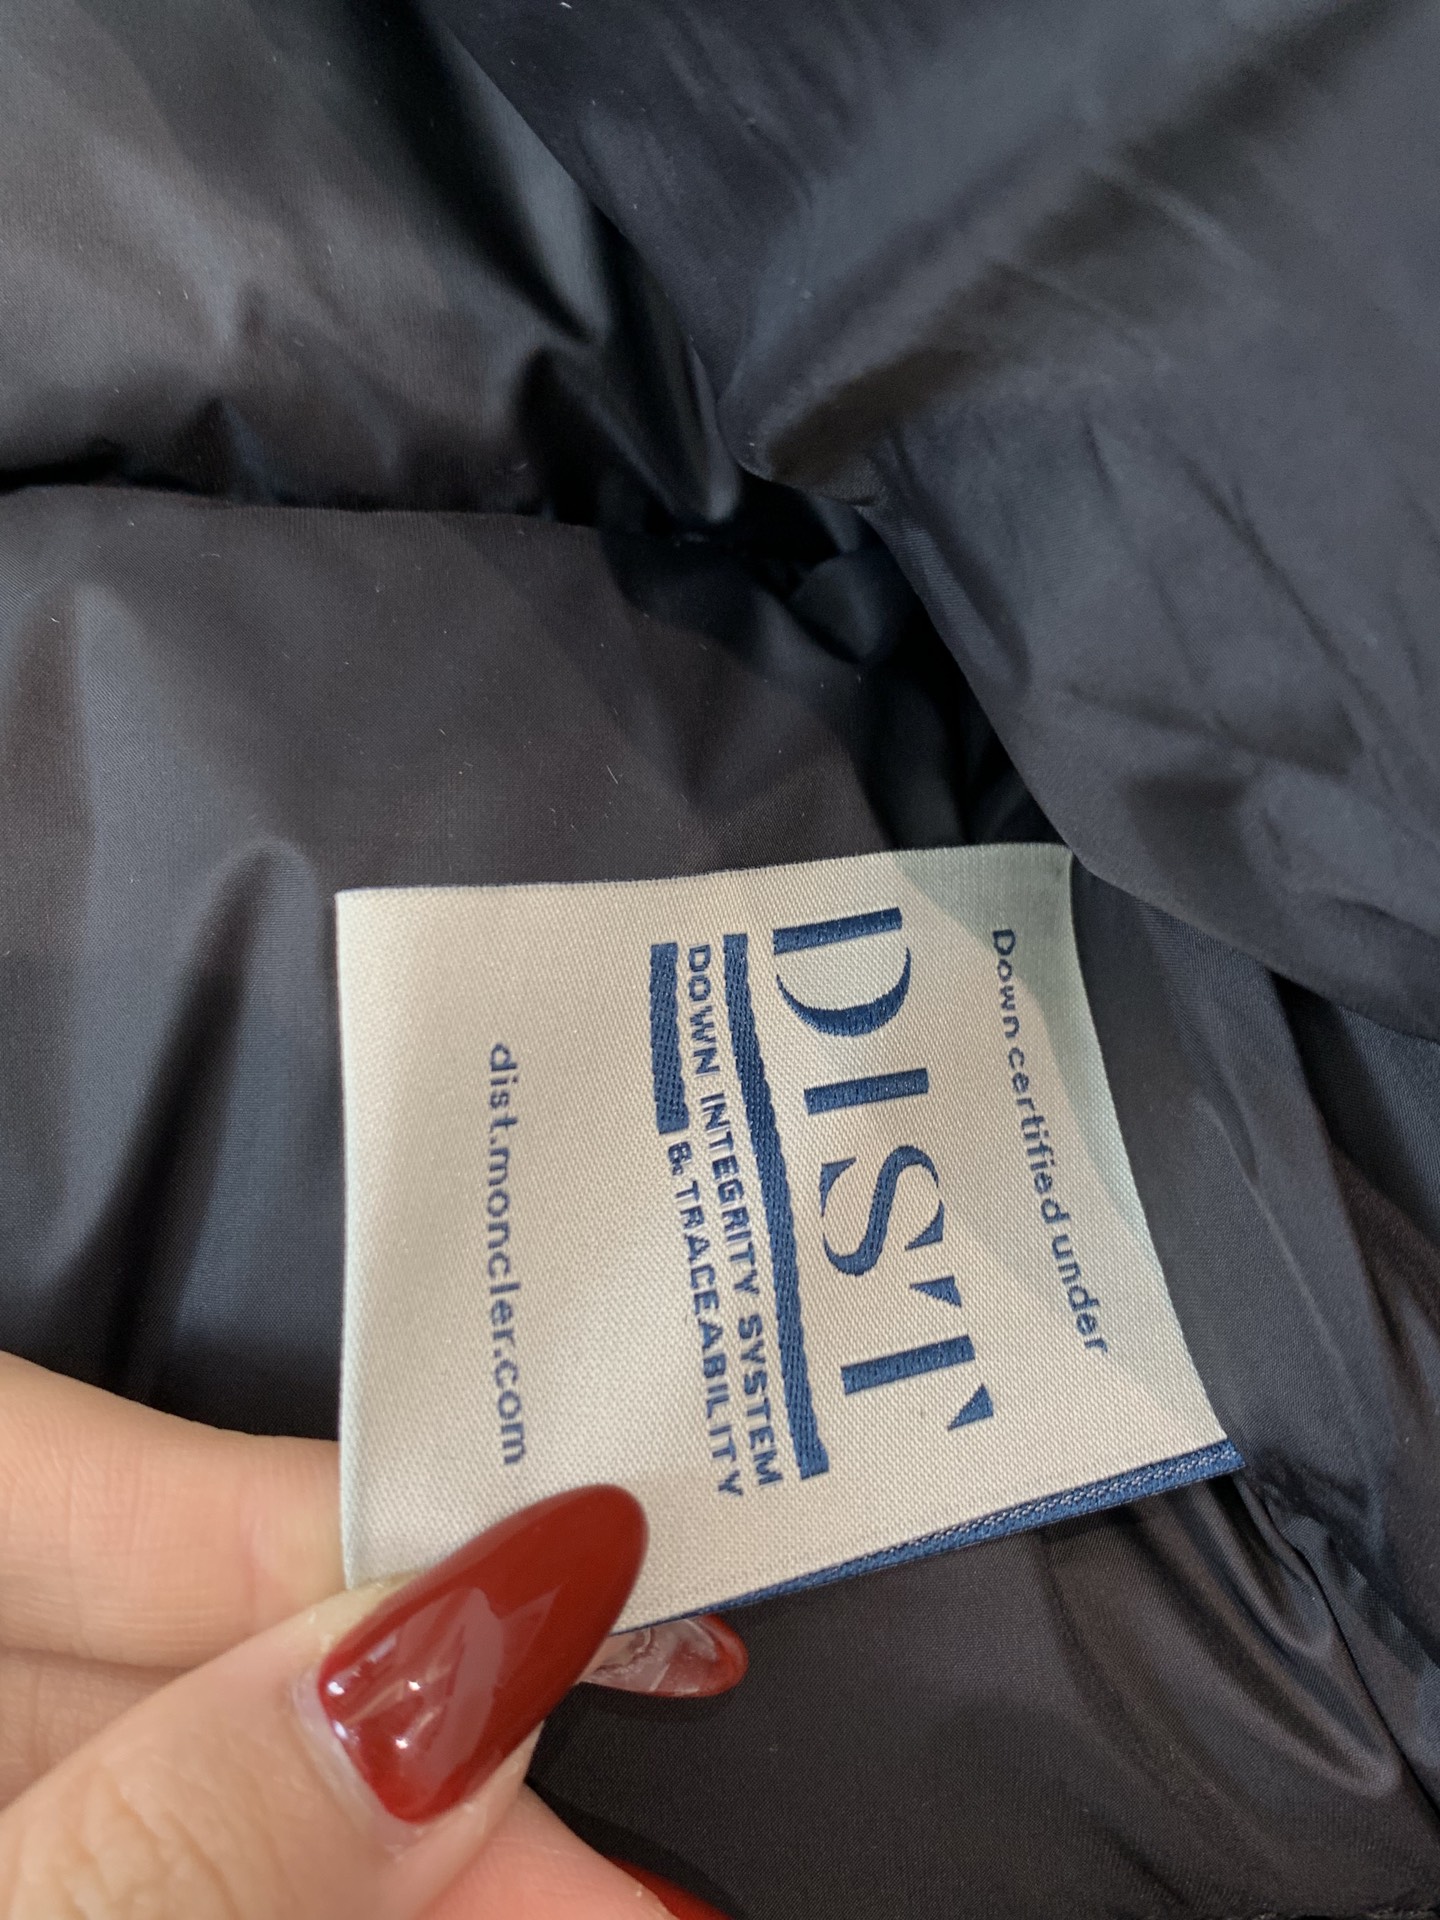 Down certified under
DIST
DOWN INTEGRITY SYSTEM
& TRACEABILITY
dist.moncler.com